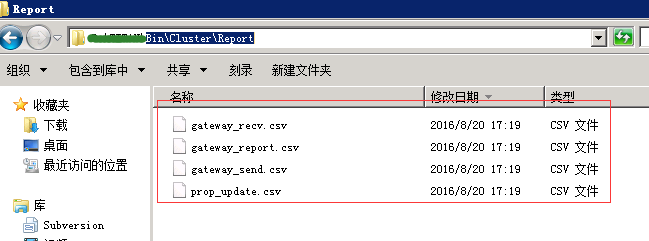 Report
Bin\Cluster\Report
组织 包含到库中 共享 刻录 新建文件夹
收藏夹
下载
桌面
最近访问的位置
库
Subversion
名称 修改日期 类型
gateway_recv.csv 2016/8/20 17:19 CSV 文件
gateway_report.csv 2016/8/20 17:19 CSV 文件
gateway_send.csv 2016/8/20 17:19 CSV 文件
prop_update.csv 2016/8/20 17:19 CSV 文件